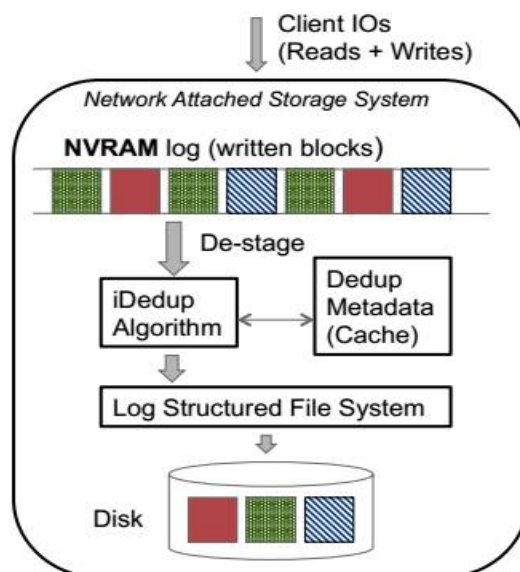 Client IOs
(Reads + Writes)
Network Attached Storage System
NVRAM log (written blocks)
De-stage
iDedup
Algorithm
Dedup
Metadata
(Cache)
Log Structured File System
Disk